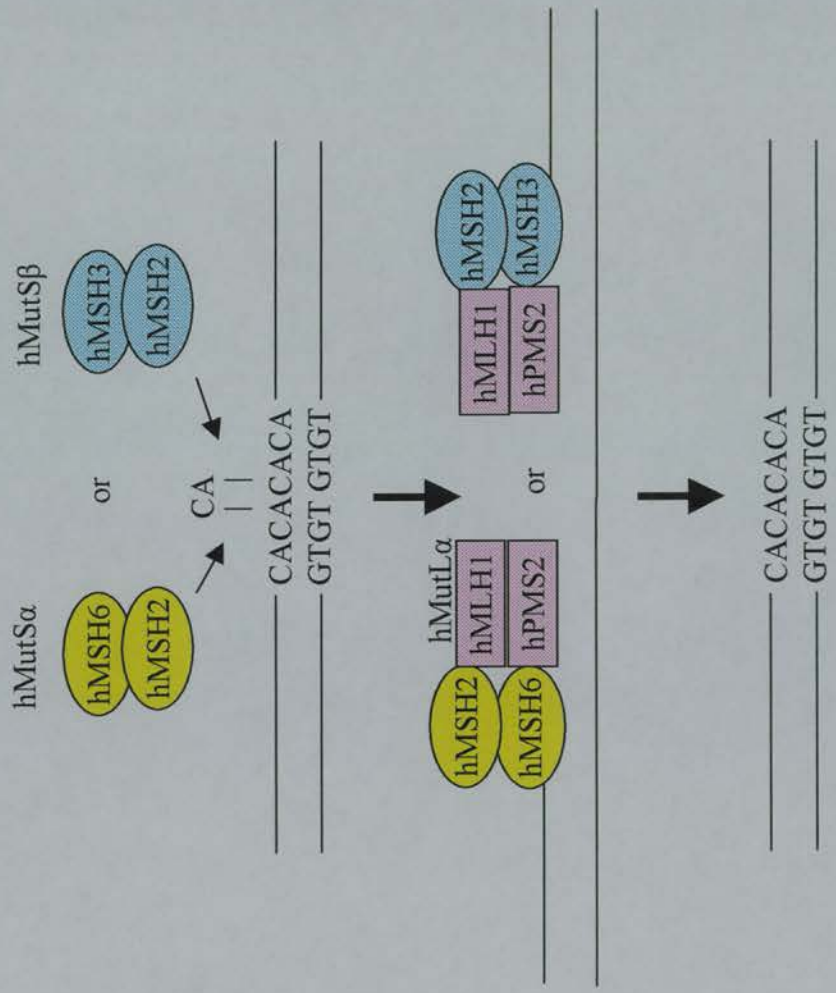 hMutSα
hMutSβ
hMSH6
hMSH2
or
hMSH3
hMSH2
CA
CACACACA
GTGT GTGT
hMutLα
hMSH2
hMSH6
hMLH1
hPMS2
or
hMLH1
hPMS2
hMSH2
hMSH3
CACACACA
GTGT GTGT